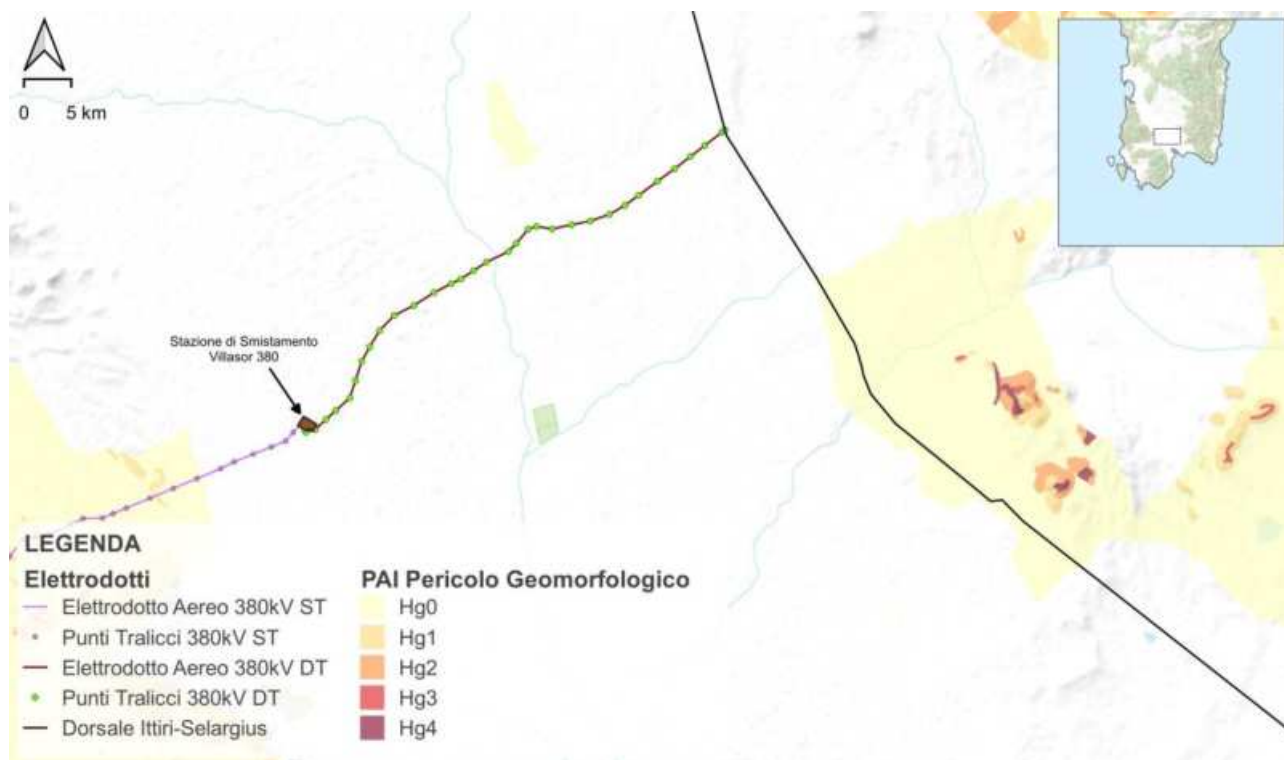 0 5 km
Stazione di Smistamento
Villasor 380
LEGENDA
Elettrodotti
Elettrodotto Aereo 380kV ST
Punti Tralicci 380kV ST
Elettrodotto Aereo 380kV DT
Punti Tralicci 380kV DT
Dorsale Ittiri-Selargius
PAI Pericolo Geomorfologico
Hg0
Hg1
Hg2
Hg3
Hg4